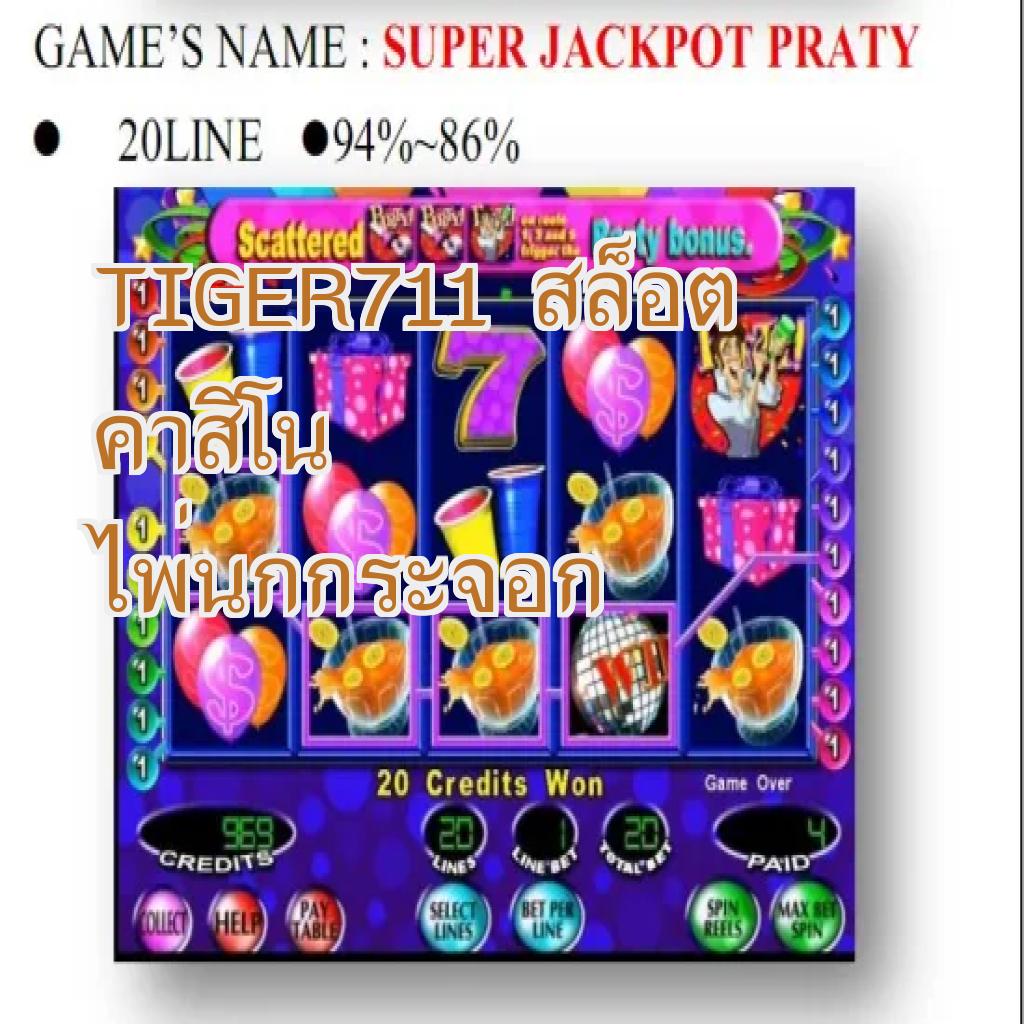 GAME'S NAME : SUPER JACKPOT PRATY
● 20LINE ●94%~86%
Scattered
Party bonus.
TIGER711 สล็อต
คาสิโน
ไพ่นกกระจอก
7
20 Credits Won
Game Over
969
20
1
20
4
CREDITS
LINES
LINE BET
TOTAL BET
PAID
COLLECT
HELP
PAY TABLE
SELECT LINES
BET PER LINE
SPIN REELS
MAX BET SPIN